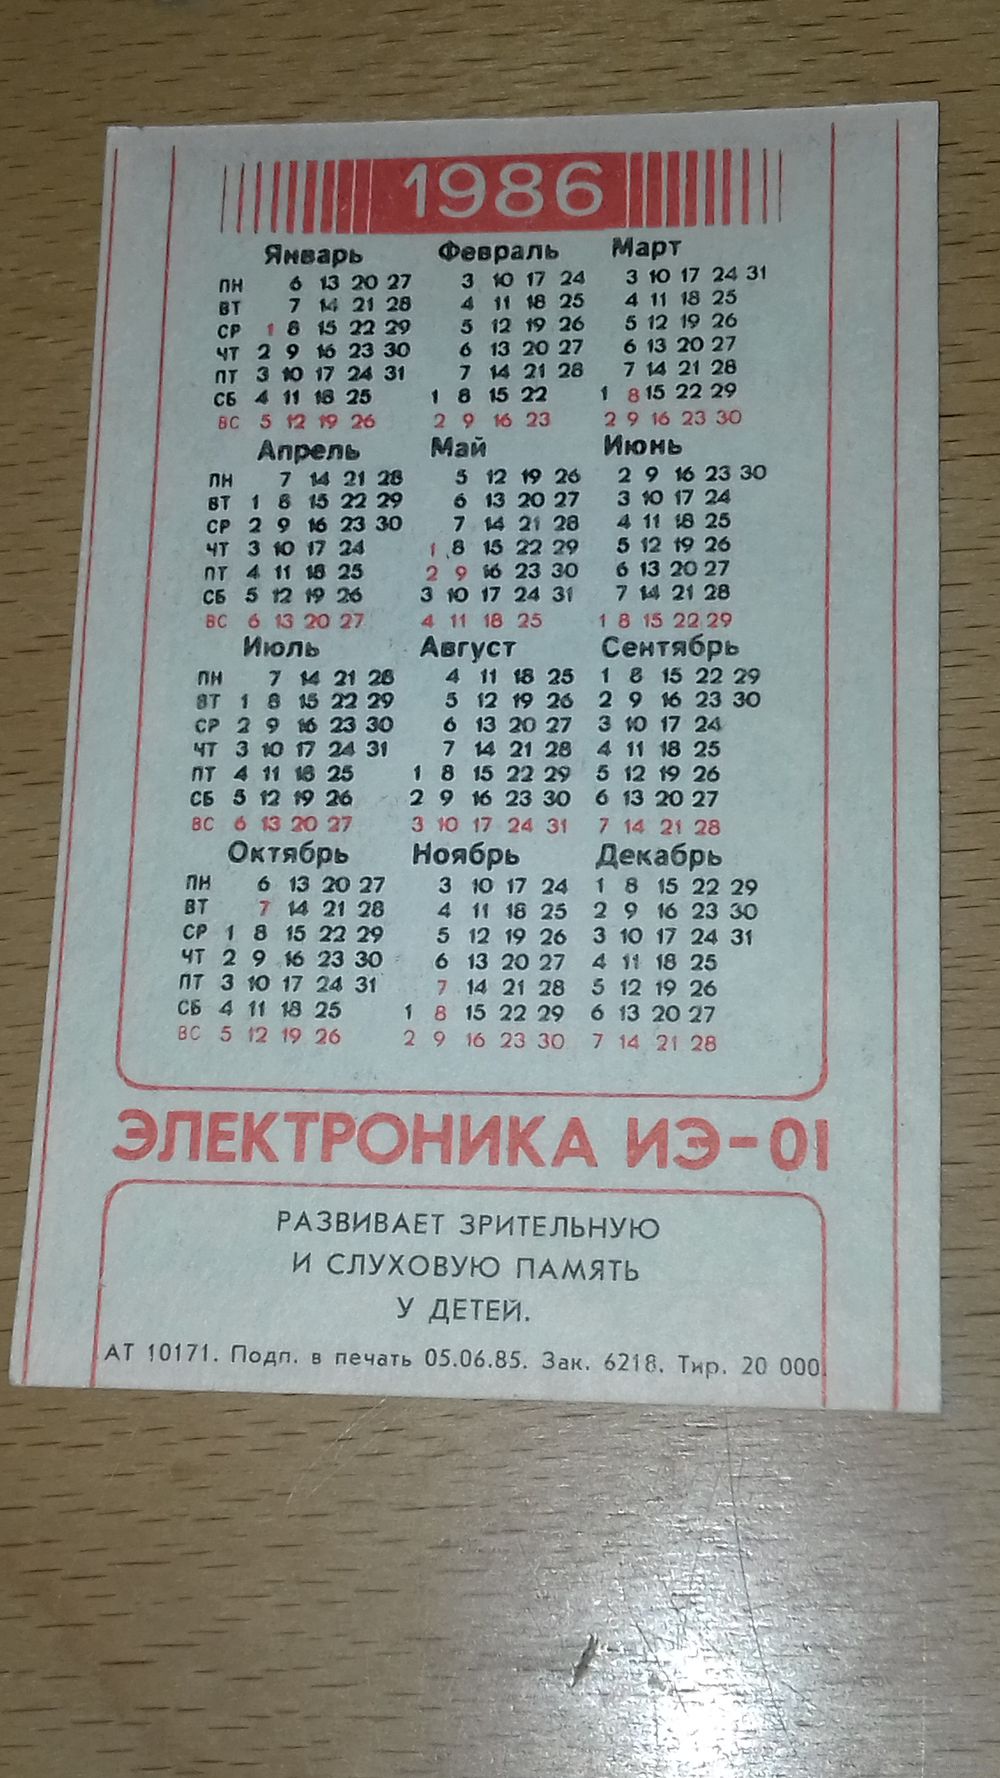 1986
Январь Февраль Март
ПН 6 13 20 27 3 10 17 24 3 10 17 24 31
ВТ 7 14 21 28 4 11 18 25 4 11 18 25
СР 1 8 15 22 29 5 12 19 26 5 12 19 26
ЧТ 2 9 16 23 30 6 13 20 27 6 13 20 27
ПТ 3 10 17 24 31 7 14 21 28 7 14 21 28
СБ 4 11 18 25 1 8 15 22 1 8 15 22 29
ВС 5 12 19 26 2 9 16 23 2 9 16 23 30
Апрель Май Июнь
ПН 7 14 21 28 5 12 19 26 2 9 16 23 30
ВТ 1 8 15 22 29 6 13 20 27 3 10 17 24
СР 2 9 16 23 30 7 14 21 28 4 11 18 25
ЧТ 3 10 17 24 1 8 15 22 29 5 12 19 26
ПТ 4 11 18 25 2 9 16 23 30 6 13 20 27
СБ 5 12 19 26 3 10 17 24 31 7 14 21 28
ВС 6 13 20 27 4 11 18 25 1 8 15 22 29
Июль Август Сентябрь
ПН 7 14 21 28 4 11 18 25 1 8 15 22 29
ВТ 1 8 15 22 29 5 12 19 26 2 9 16 23 30
СР 2 9 16 23 30 6 13 20 27 3 10 17 24
ЧТ 3 10 17 24 31 7 14 21 28 4 11 18 25
ПТ 4 11 18 25 1 8 15 22 29 5 12 19 26
СБ 5 12 19 26 2 9 16 23 30 6 13 20 27
ВС 6 13 20 27 3 10 17 24 31 7 14 21 28
Октябрь Ноябрь Декабрь
ПН 6 13 20 27 3 10 17 24 1 8 15 22 29
ВТ 7 14 21 28 4 11 18 25 2 9 16 23 30
СР 1 8 15 22 29 5 12 19 26 3 10 17 24 31
ЧТ 2 9 16 23 30 6 13 20 27 4 11 18 25
ПТ 3 10 17 24 31 7 14 21 28 5 12 19 26
СБ 4 11 18 25 1 8 15 22 29 6 13 20 27
ВС 5 12 19 26 2 9 16 23 30 7 14 21 28
ЭЛЕКТРОНИКА ИЭ-01
РАЗВИВАЕТ ЗРИТЕЛЬНУЮ
И СЛУХОВУЮ ПАМЯТЬ
У ДЕТЕЙ.
АТ 10171. Подп. в печать 05.06.85. Зак. 6218. Тир. 20 000.